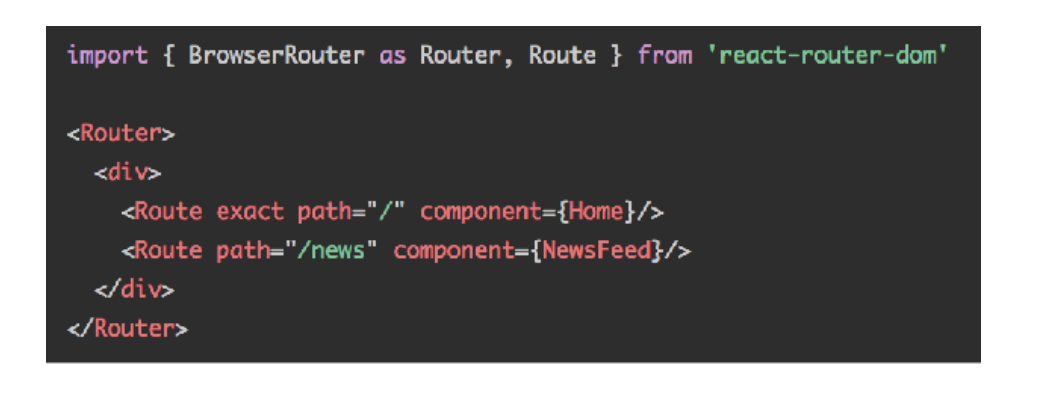 import { BrowserRouter as Router, Route } from 'react-router-dom'
<Router>
<div>
<Route exact path="/" component={Home}/>
<Route path="/news" component={NewsFeed}/>
</div>
</Router>